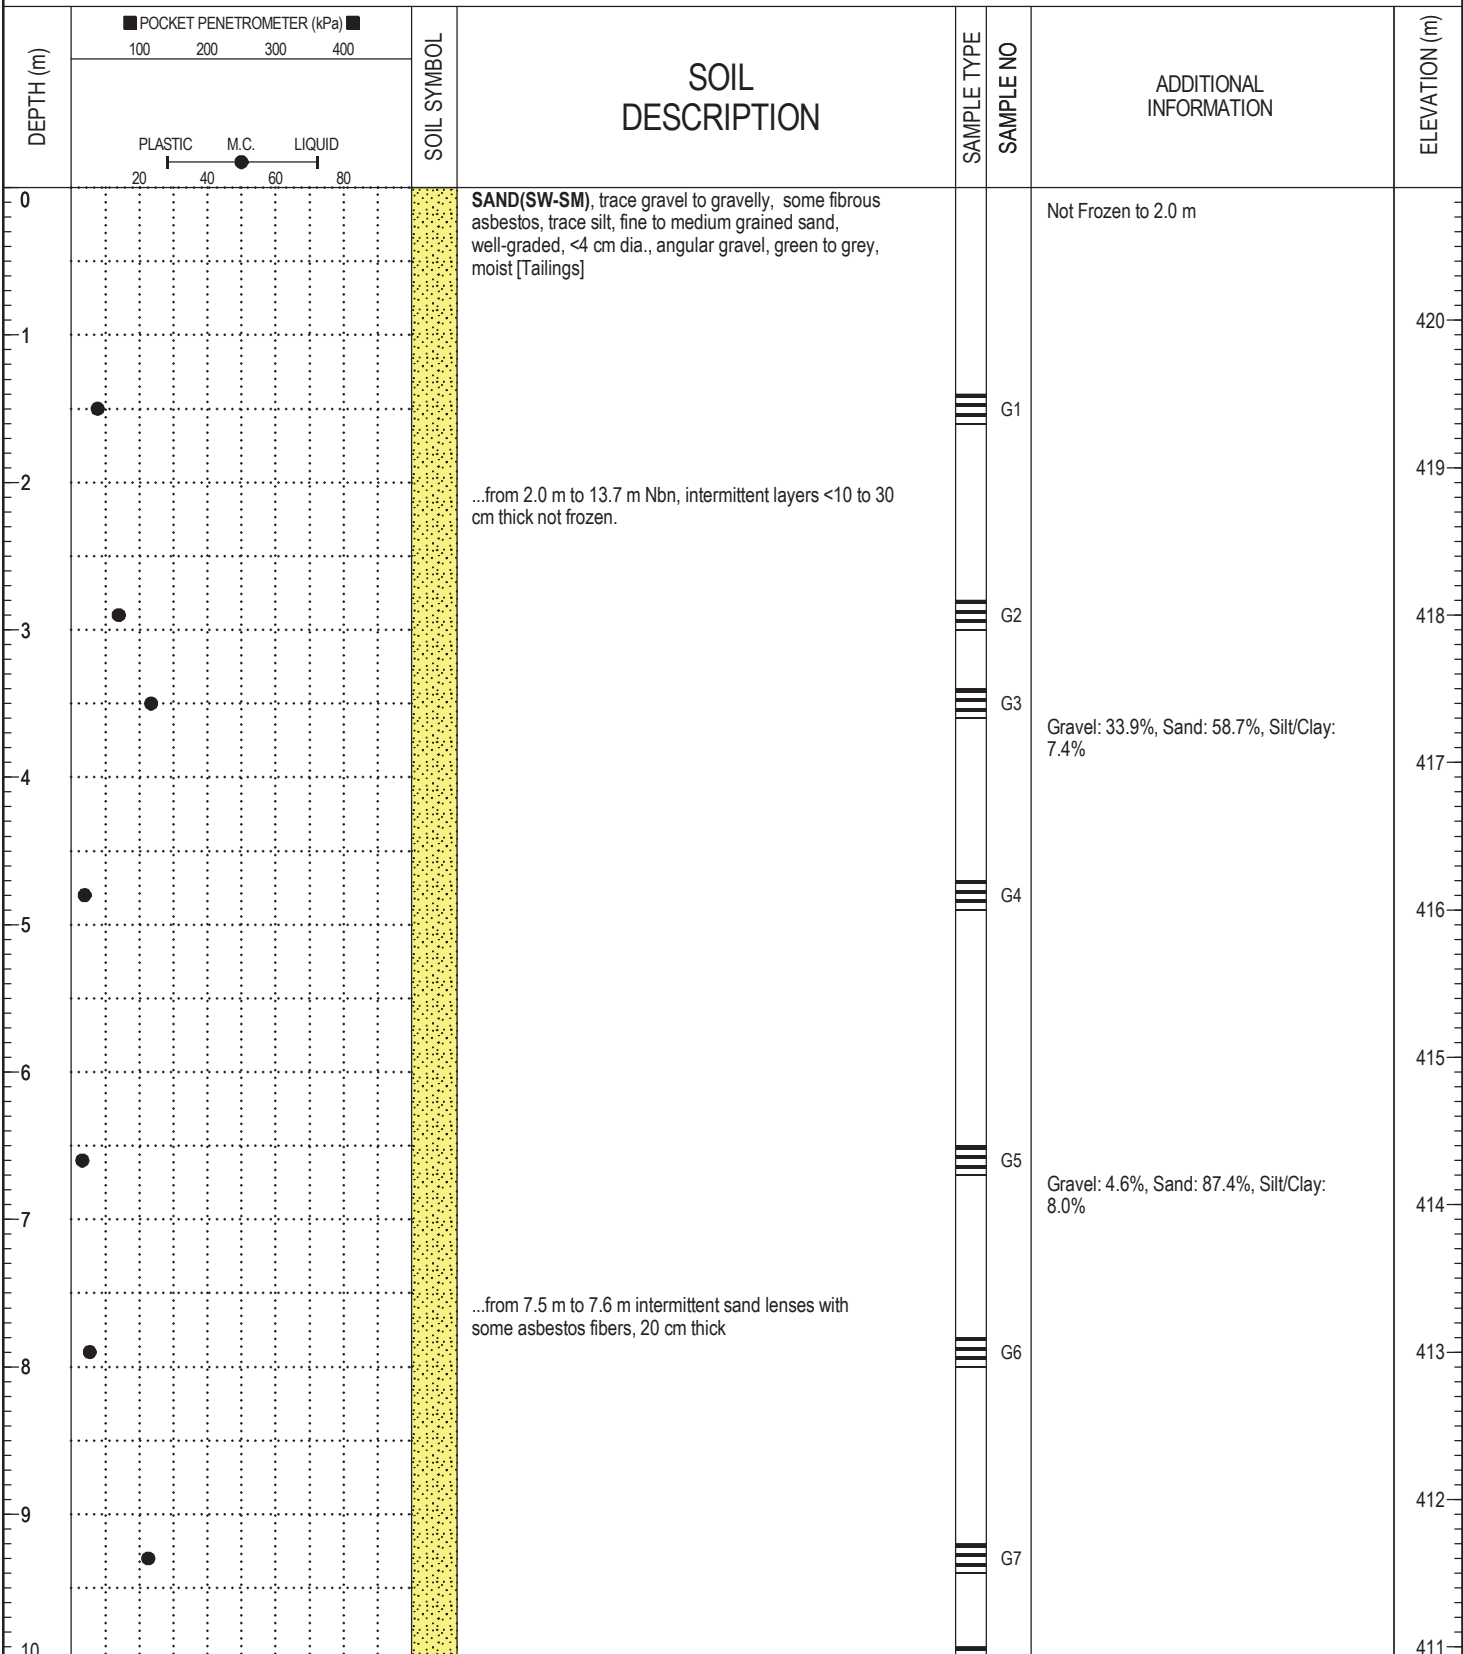 POCKET PENETROMETER (kPa)
100 200 300 400
DEPTH (m)
PLASTIC M.C. LIQUID
20 40 60 80
SOIL SYMBOL
SOIL
DESCRIPTION
SAMPLE TYPE
SAMPLE NO
ADDITIONAL
INFORMATION
ELEVATION (m)
0
SAND(SW-SM), trace gravel to gravelly, some fibrous
asbestos, trace silt, fine to medium grained sand,
well-graded, <4 cm dia., angular gravel, green to grey,
moist [Tailings]
Not Frozen to 2.0 m
420
1
G1
419
2
...from 2.0 m to 13.7 m Nbn, intermittent layers <10 to 30
cm thick not frozen.
G2
418
3
G3
Gravel: 33.9%, Sand: 58.7%, Silt/Clay:
7.4%
417
4
G4
416
5
415
6
G5
Gravel: 4.6%, Sand: 87.4%, Silt/Clay:
8.0%
414
7
...from 7.5 m to 7.6 m intermittent sand lenses with
some asbestos fibers, 20 cm thick
G6
413
8
412
9
G7
10
411